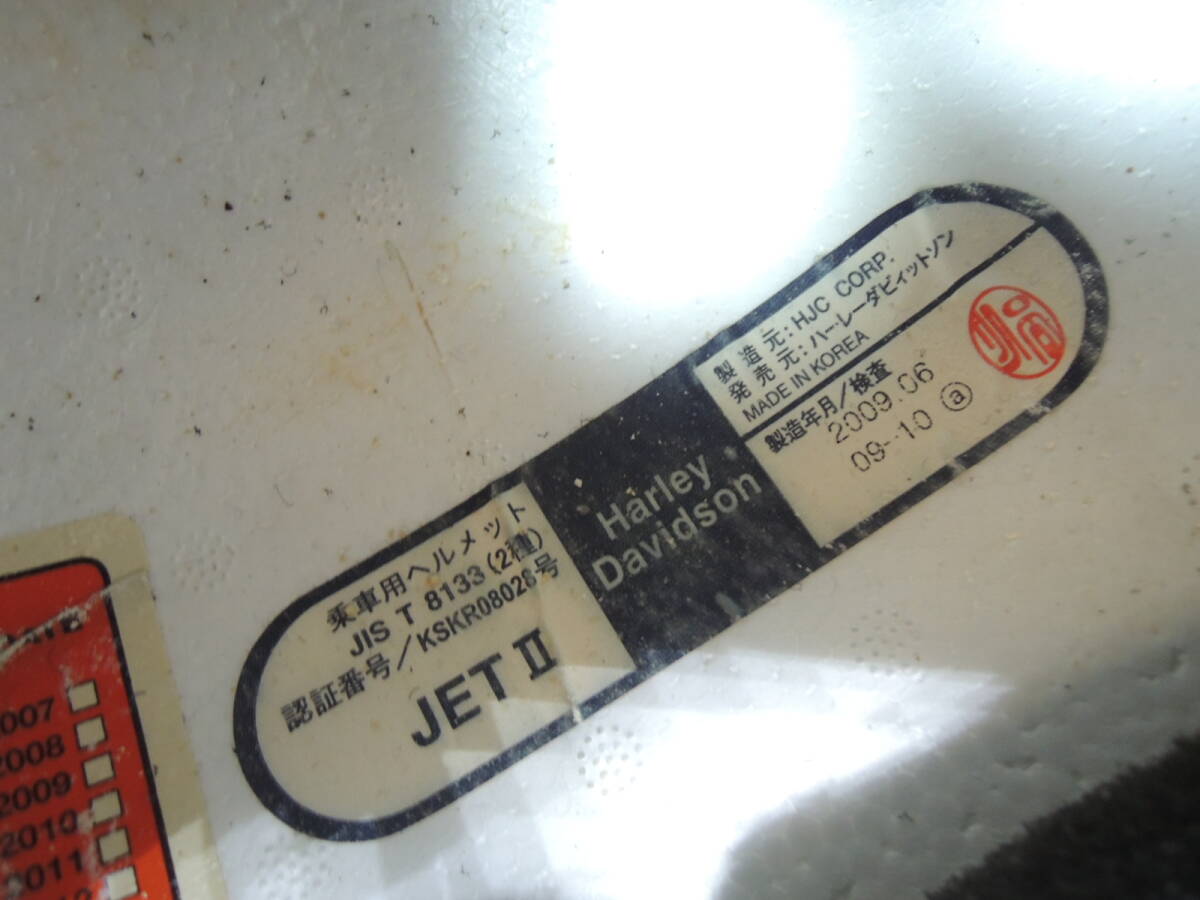 乗車用ヘルメット
JIS T 8133(2種)
認証番号/KSKR08026号
JET II
Harley
Davidson
製造元:HJC CORP.
発売元:ハーレーダビィットソン
MADE IN KOREA
製造年月/検査
2009.06
09-10 ⓐ
2007
2008
2009
2010
2011